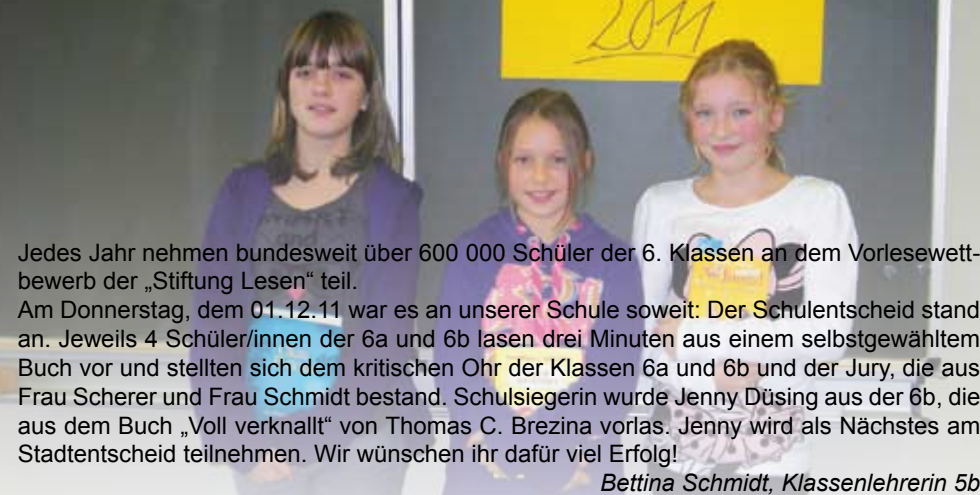 2011
Jedes Jahr nehmen bundesweit über 600 000 Schüler der 6. Klassen an dem Vorlesewett-
bewerb der „Stiftung Lesen“ teil.
Am Donnerstag, dem 01.12.11 war es an unserer Schule soweit: Der Schulentscheid stand
an. Jeweils 4 Schüler/innen der 6a und 6b lasen drei Minuten aus einem selbstgewähltem
Buch vor und stellten sich dem kritischen Ohr der Klassen 6a und 6b und der Jury, die aus
Frau Scherer und Frau Schmidt bestand. Schulsiegerin wurde Jenny Düsing aus der 6b, die
aus dem Buch „Voll verknallt“ von Thomas C. Brezina vorlas. Jenny wird als Nächstes am
Stadtentscheid teilnehmen. Wir wünschen ihr dafür viel Erfolg!
Bettina Schmidt, Klassenlehrerin 5b